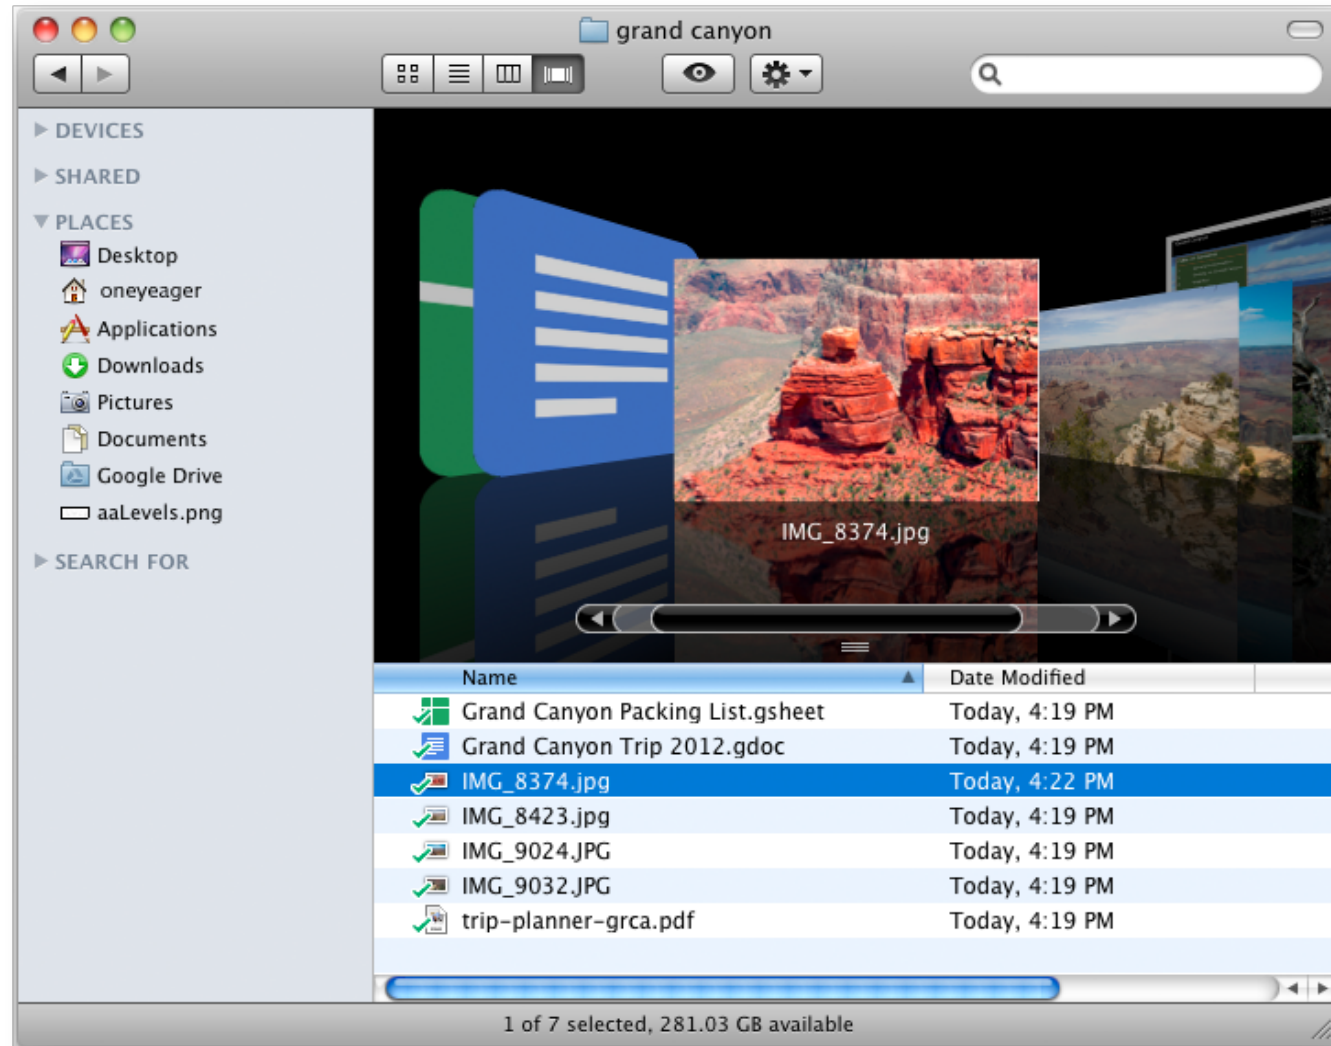 grand canyon
DEVICES
SHARED
PLACES
Desktop
oneyeager
Applications
Downloads
Pictures
Documents
Google Drive
aaLevels.png
SEARCH FOR
IMG_8374.jpg
Name Date Modified
Grand Canyon Packing List.gsheet Today, 4:19 PM
Grand Canyon Trip 2012.gdoc Today, 4:19 PM
IMG_8374.jpg Today, 4:22 PM
IMG_8423.jpg Today, 4:19 PM
IMG_9024.JPG Today, 4:19 PM
IMG_9032.JPG Today, 4:19 PM
trip-planner-grca.pdf Today, 4:19 PM
1 of 7 selected, 281.03 GB available